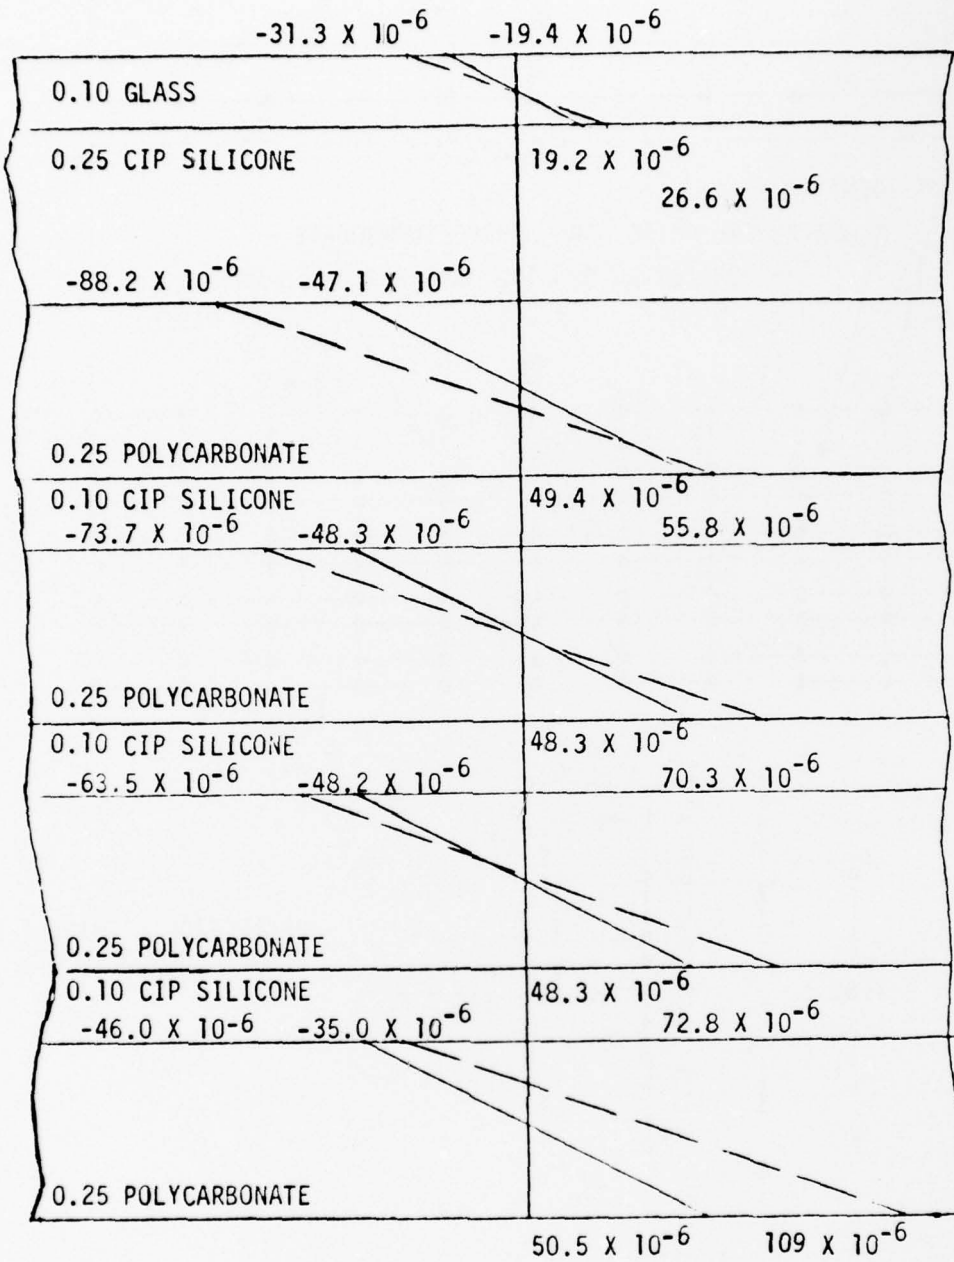 -31.3 X 10⁻⁶ -19.4 X 10⁻⁶
0.10 GLASS
0.25 CIP SILICONE 19.2 X 10⁻⁶
26.6 X 10⁻⁶
-88.2 X 10⁻⁶ -47.1 X 10⁻⁶
0.25 POLYCARBONATE
0.10 CIP SILICONE 49.4 X 10⁻⁶
-73.7 X 10⁻⁶ -48.3 X 10⁻⁶ 55.8 X 10⁻⁶
0.25 POLYCARBONATE
0.10 CIP SILICONE 48.3 X 10⁻⁶
-63.5 X 10⁻⁶ -48.2 X 10⁻⁶ 70.3 X 10⁻⁶
0.25 POLYCARBONATE
0.10 CIP SILICONE 48.3 X 10⁻⁶
-46.0 X 10⁻⁶ -35.0 X 10⁻⁶ 72.8 X 10⁻⁶
0.25 POLYCARBONATE
50.5 X 10⁻⁶ 109 X 10⁻⁶